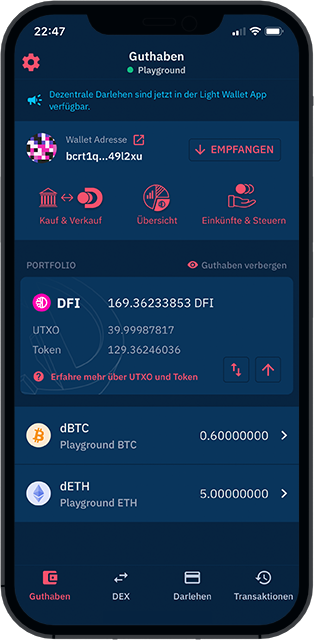 22:47
Guthaben
Playground
Dezentrale Darlehen sind jetzt in der Light Wallet App
verfügbar.
Wallet Adresse
bcrt1q...49l2xu
EMPFANGEN
Kauf & Verkauf
Übersicht
Einkünfte & Steuern
PORTFOLIO
Guthaben verbergen
DFI
169.36233853 DFI
UTXO
39.99987817
Token
129.36246036
Erfahre mehr über UTXO und Token
dBTC
Playground BTC
0.60000000
dETH
Playground ETH
5.00000000
Guthaben
DEX
Darlehen
Transaktionen